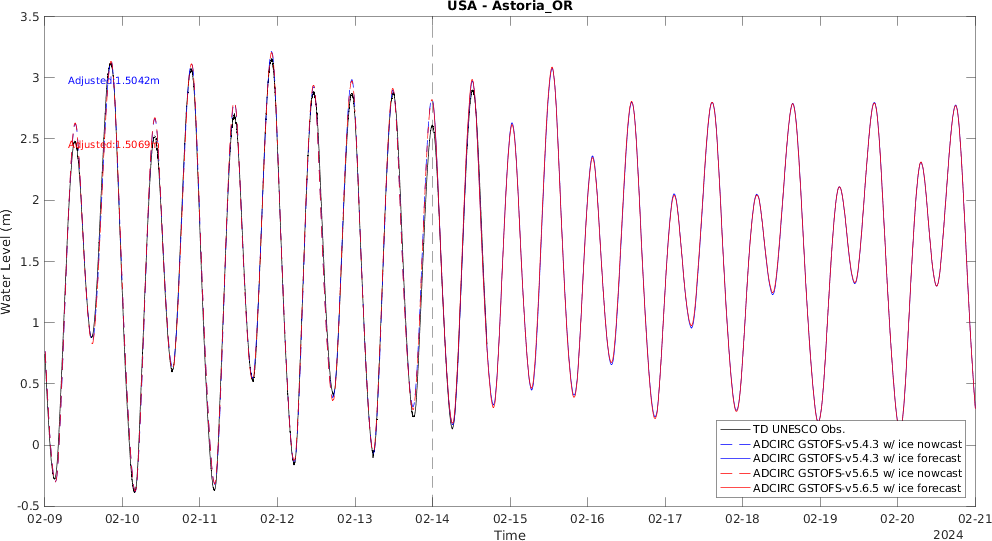 USA - Astoria_OR
3.5
3
2.5
2
1.5
1
0.5
0
-0.5
Water Level (m)
Adjusted:1.5042m
Adjusted:1.5069m
TD UNESCO Obs.
ADCIRC GSTOFS-v5.4.3 w/ ice nowcast
ADCIRC GSTOFS-v5.4.3 w/ ice forecast
ADCIRC GSTOFS-v5.6.5 w/ ice nowcast
ADCIRC GSTOFS-v5.6.5 w/ ice forecast
02-09 02-10 02-11 02-12 02-13 02-14 02-15 02-16 02-17 02-18 02-19 02-20 02-21
Time
2024